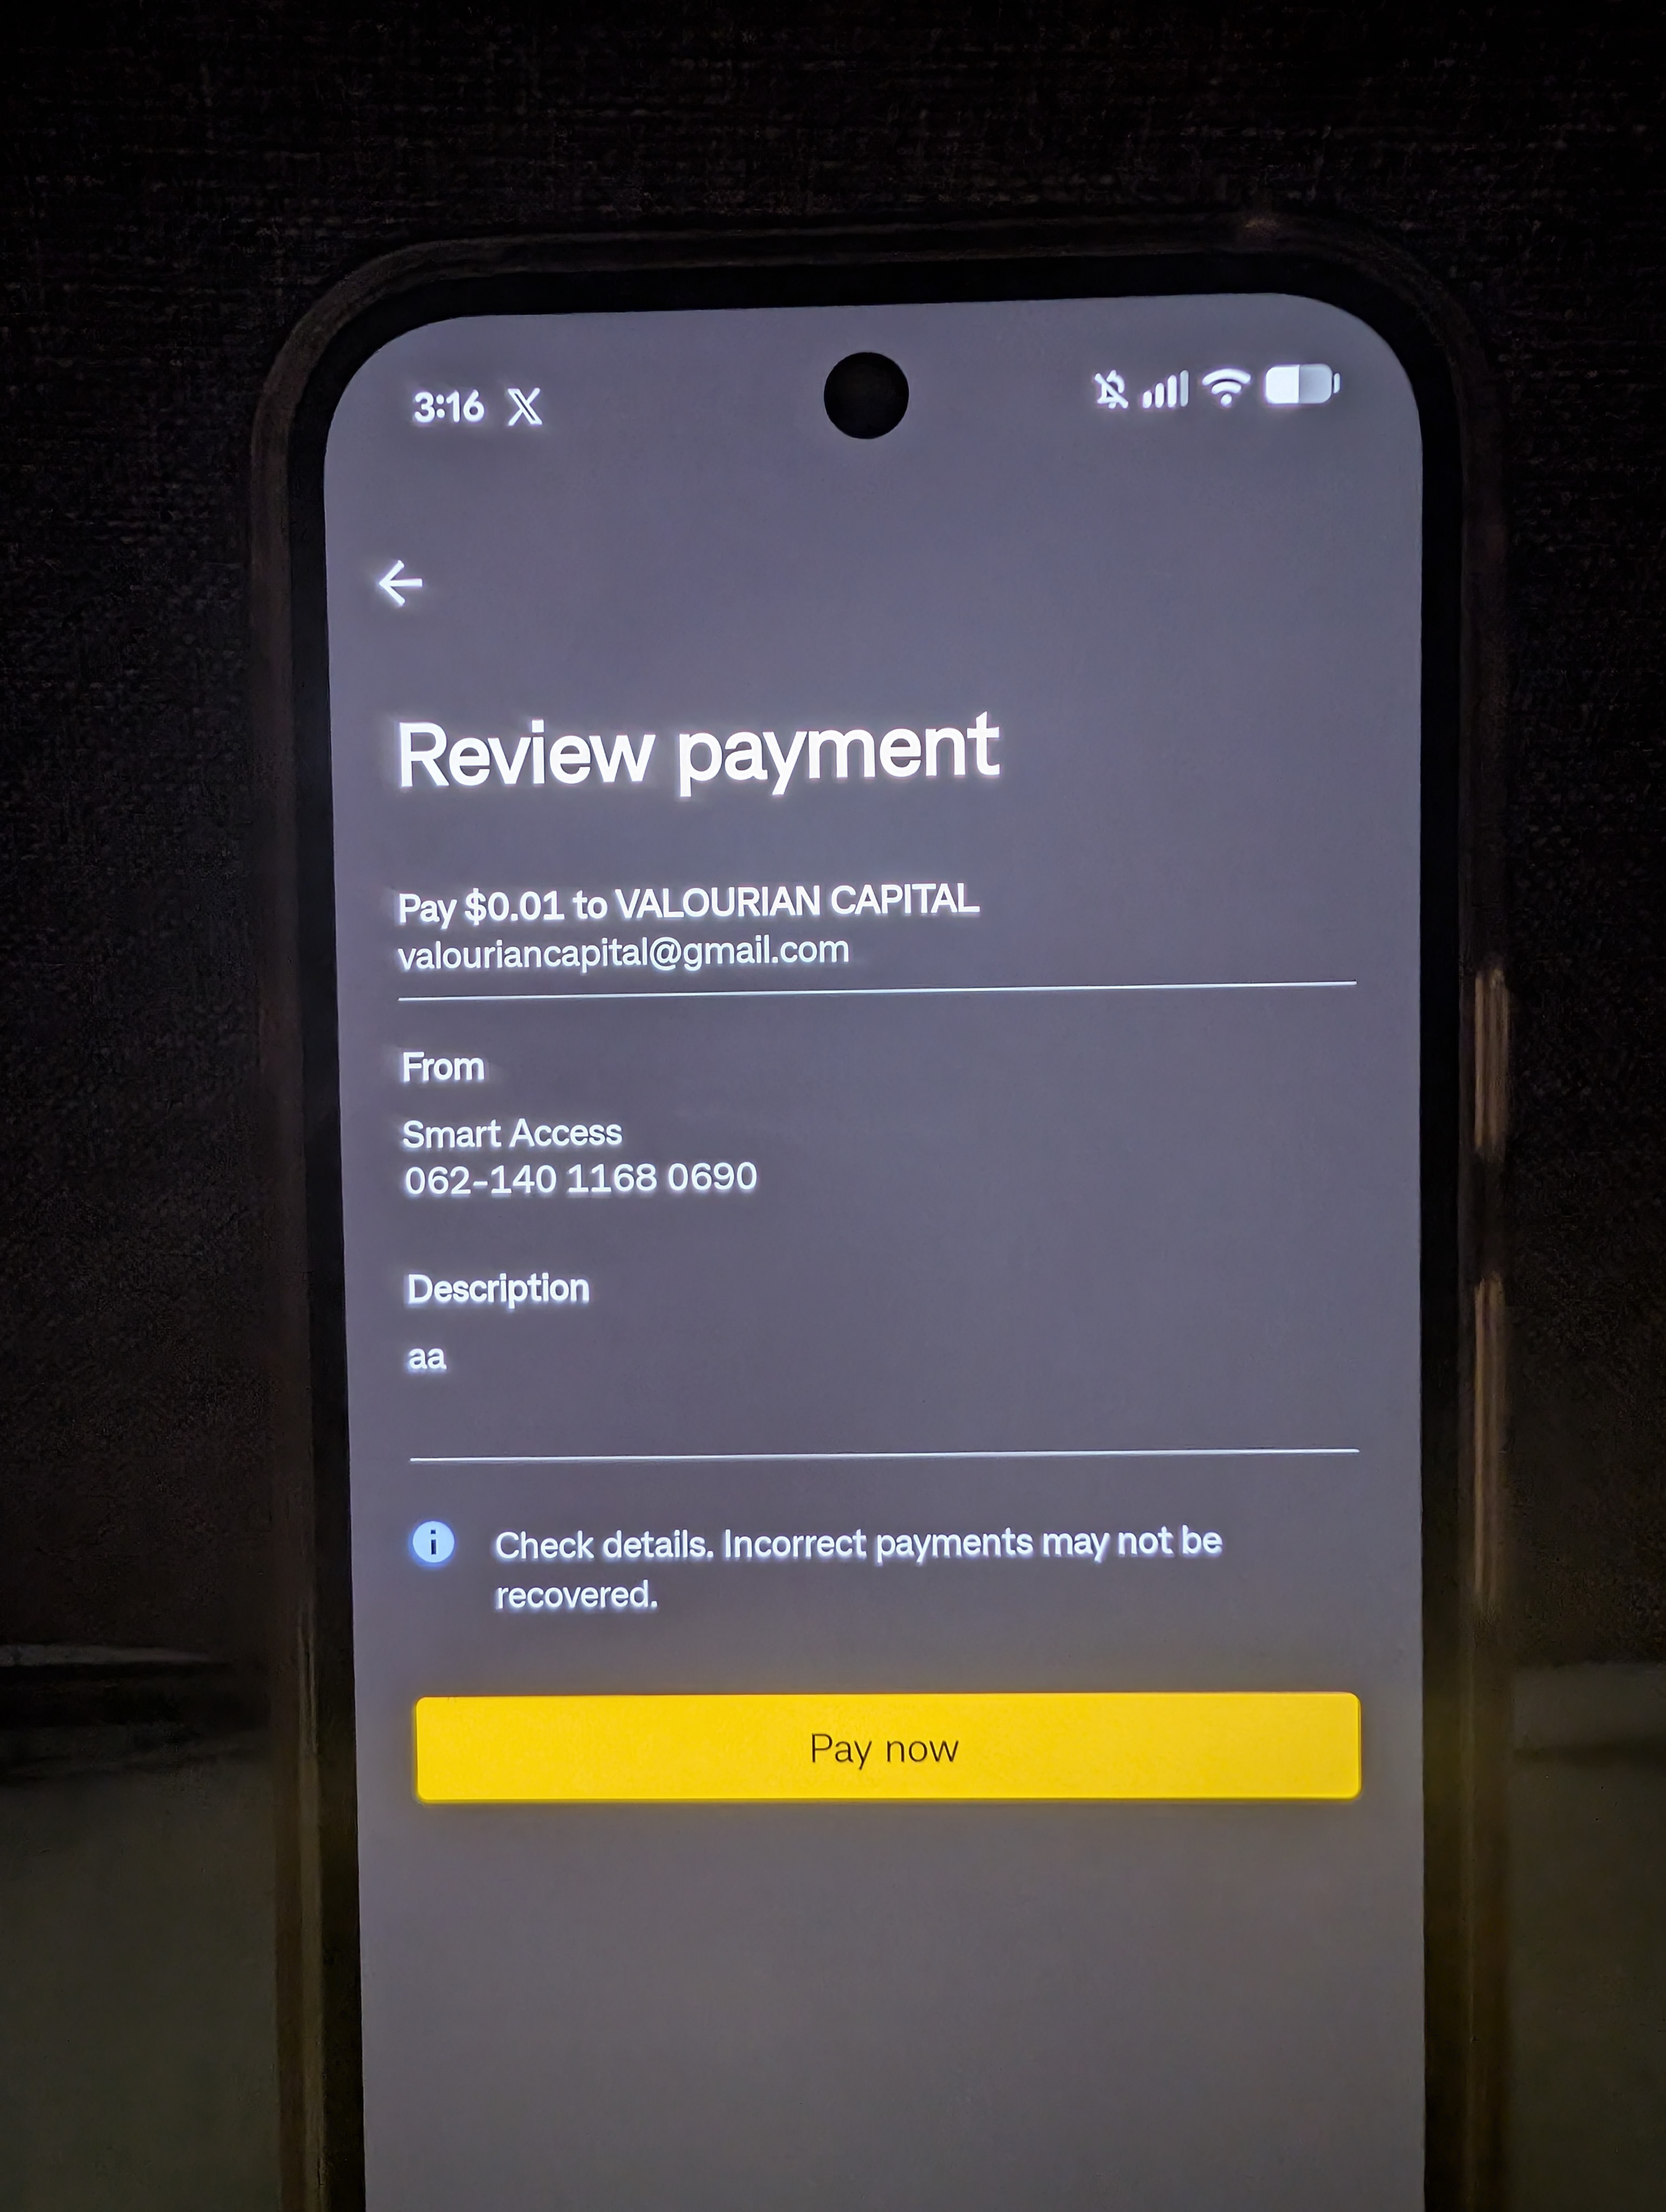 3:16 X
Review payment
Pay $0.01 to VALOURIAN CAPITAL
valouriancapital@gmail.com
From
Smart Access
062-140 1168 0690
Description
aa
Check details. Incorrect payments may not be
recovered.
Pay now